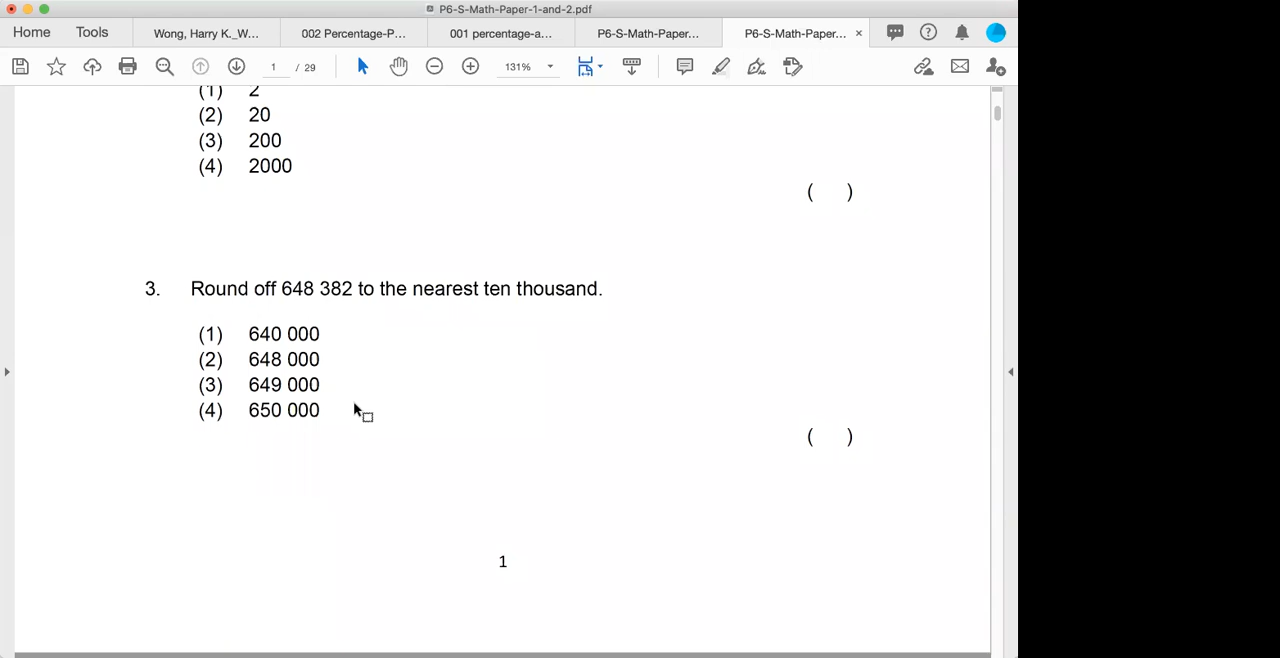 P6-S-Math-Paper-1-and-2.pdf
Home Tools Wong, Harry K._W... 002 Percentage-P... 001 percentage-a... P6-S-Math-Paper... P6-S-Math-Paper... ×
1 / 29 131%
(1) 2
(2) 20
(3) 200
(4) 2000
( )
3. Round off 648 382 to the nearest ten thousand.
(1) 640 000
(2) 648 000
(3) 649 000
(4) 650 000
( )
1